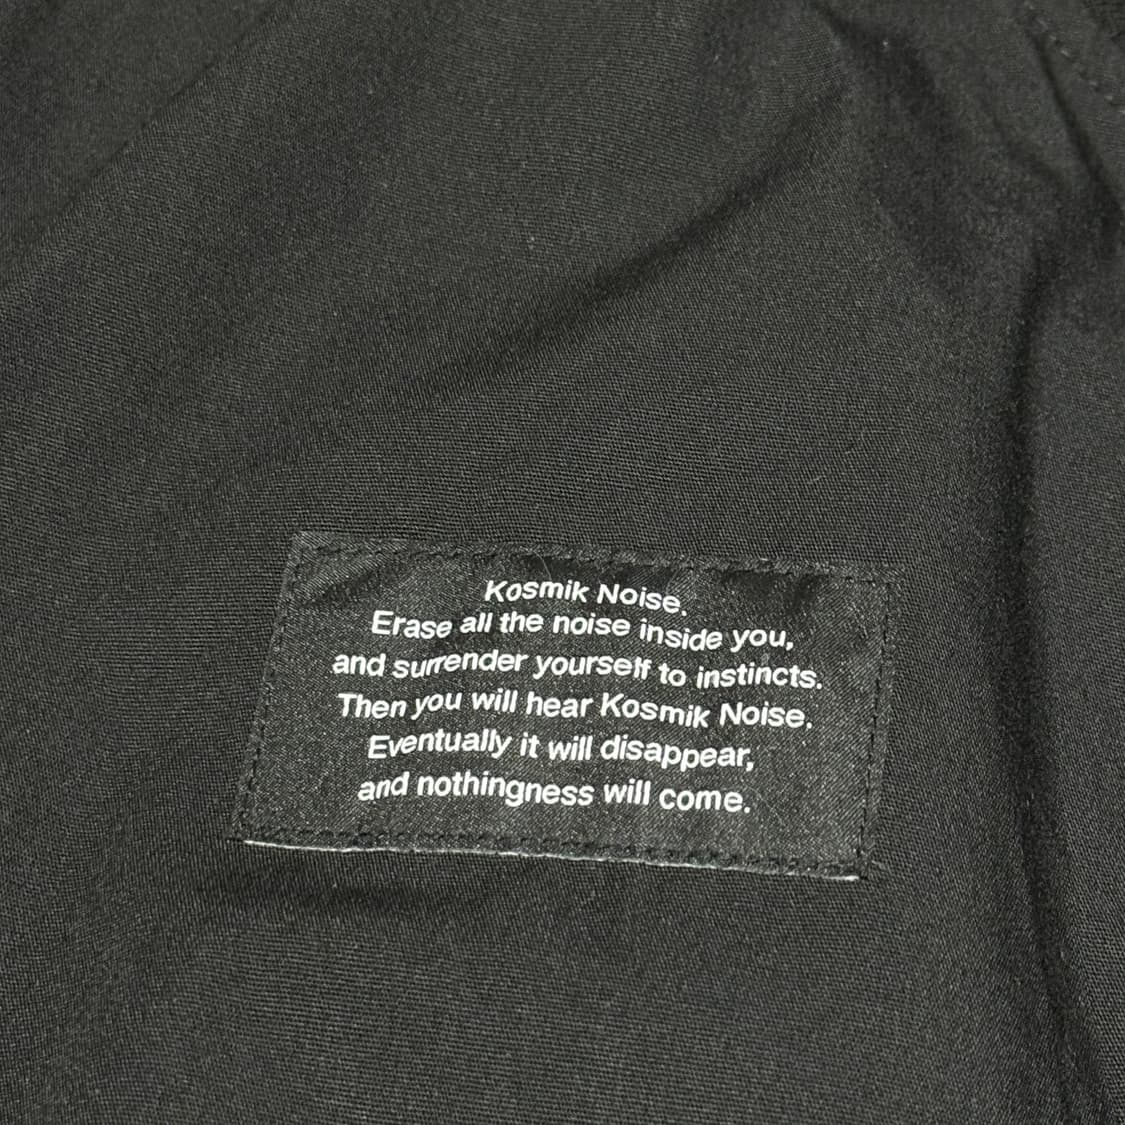 Kosmik Noise.
Erase all the noise inside you,
and surrender yourself to instincts.
Then you will hear Kosmik Noise.
Eventually it will disappear,
and nothingness will come.